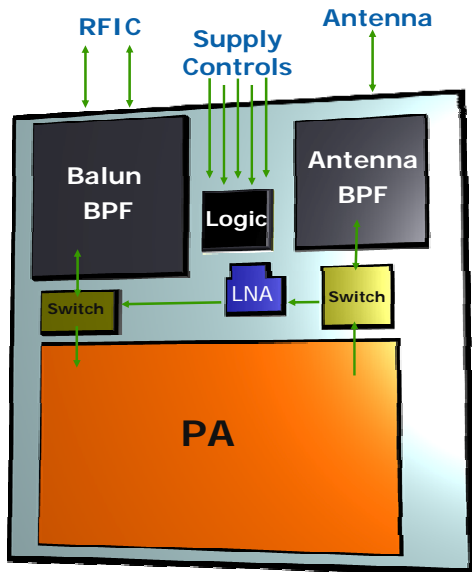 RFIC
Supply
Controls
Antenna
Balun
BPF
Logic
Antenna
BPF
Switch
LNA
Switch
PA